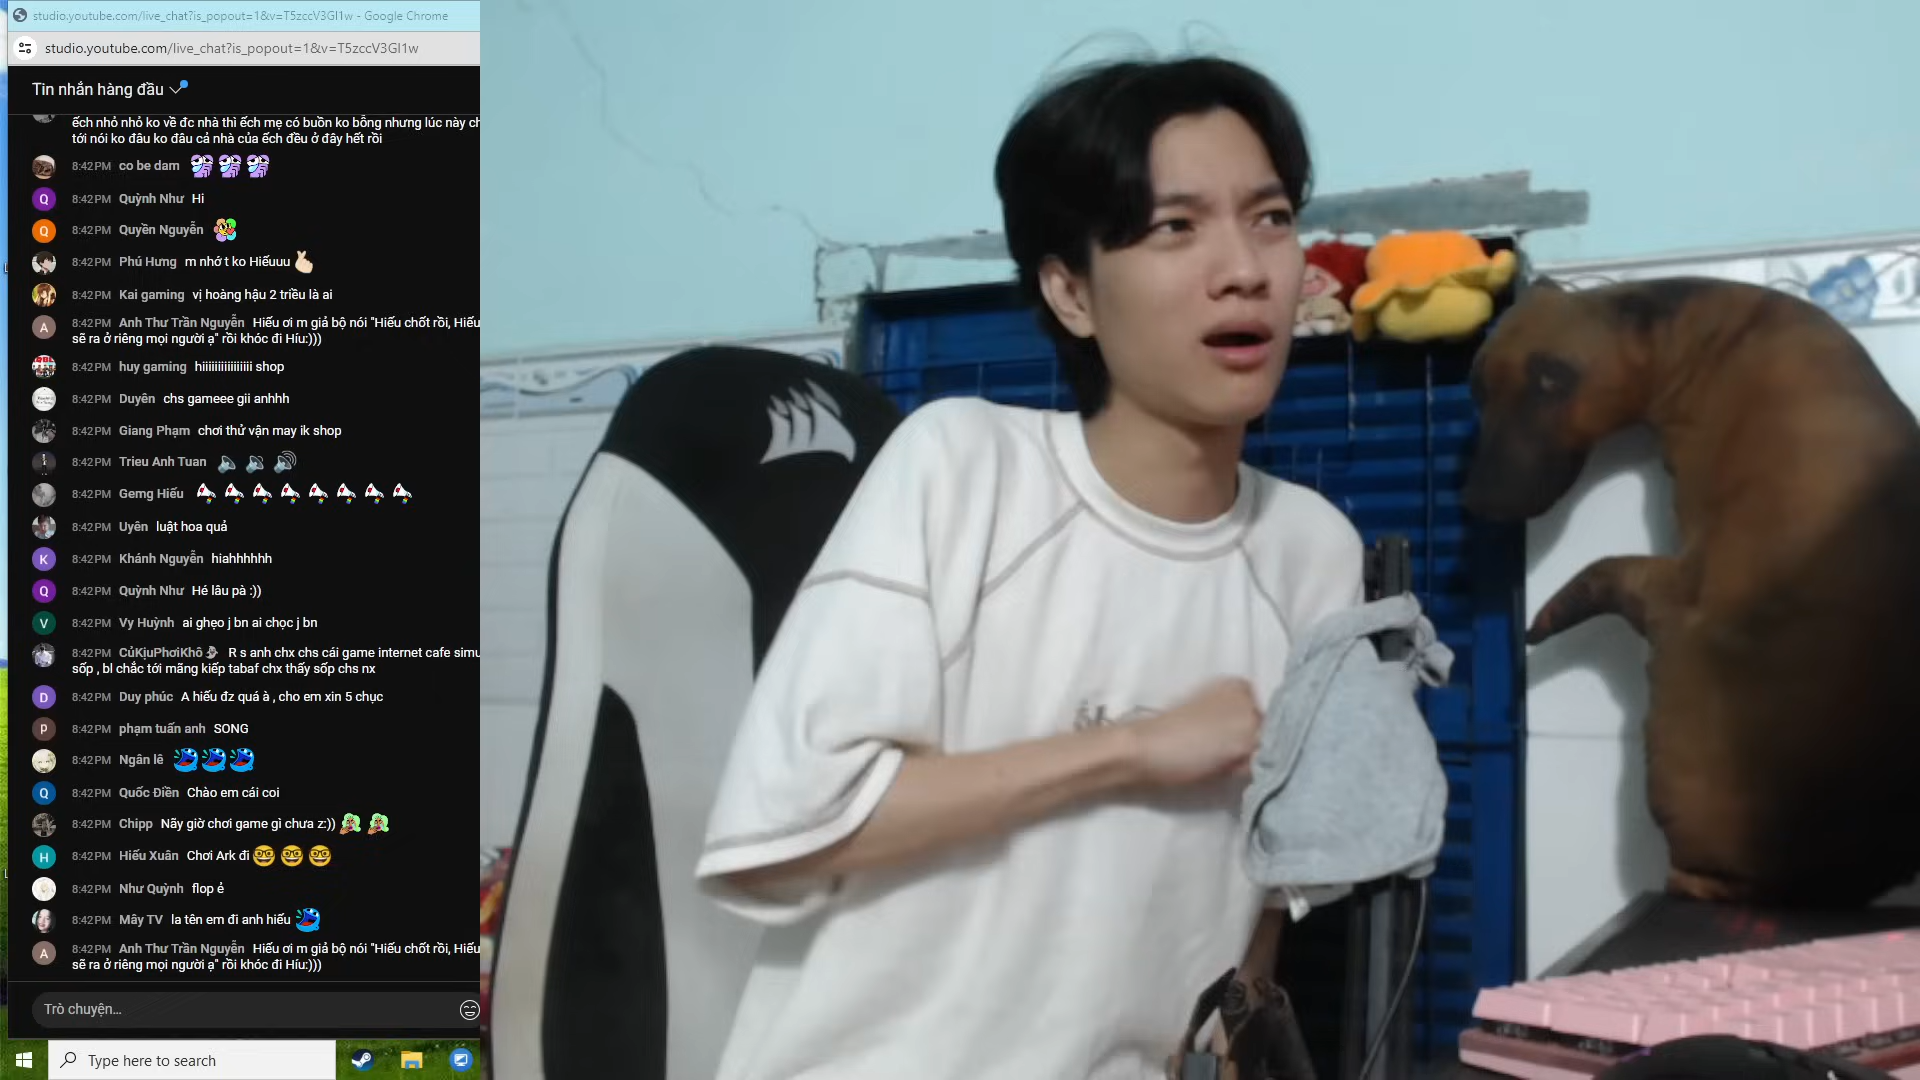 studio.youtube.com/live_chat?is_popout=1&v=T5zccV3GI1w - Google Chrome
studio.youtube.com/live_chat?is_popout=1&v=T5zccV3GI1w
Tin nhắn hàng đầu
ếch nhỏ nhỏ ko về đc nhà thì ếch mẹ có buồn ko bỗng nhưng lúc này ch
tới nói ko đâu ko đâu cả nhà của ếch đều ở đây hết rồi
8:42 PM co be dam
Q 8:42 PM Quỳnh Như Hi
Q 8:42 PM Quyền Nguyễn
8:42 PM Phú Hưng m nhớ t ko Hiếuuu
8:42 PM Kai gaming vị hoàng hậu 2 triều là ai
A 8:42 PM Anh Thư Trần Nguyễn Hiếu ơi m giả bộ nói "Hiếu chốt rồi, Hiếu
sẽ ra ở riêng mọi người ạ" rồi khóc đi Híu:)))
8:42 PM huy gaming hiiiiiiiiiiiiiiiii shop
8:42 PM Duyên chs gameee gii anhhh
8:42 PM Giang Phạm chơi thử vận may ik shop
8:42 PM Trieu Anh Tuan
8:42 PM Gemg Hiếu
8:42 PM Uyên luật hoa quả
K 8:42 PM Khánh Nguyễn hiahhhhhh
Q 8:42 PM Quỳnh Như Hé lâu pà :))
V 8:42 PM Vy Huỳnh ai ghẹo j bn ai chọc j bn
8:42 PM CủKịuPhơiKhô R s anh chx chs cái game internet cafe simu
sốp , bl chắc tới mãng kiếp tabaf chx thấy sốp chs nx
D 8:42 PM Duy phúc A hiếu đz quá à , cho em xin 5 chục
P 8:42 PM phạm tuấn anh SONG
8:42 PM Ngân lê
Q 8:42 PM Quốc Điền Chào em cái coi
8:42 PM Chipp Nãy giờ chơi game gì chưa z:))
H 8:42 PM Hiếu Xuân Chơi Ark đi
8:42 PM Như Quỳnh flop ẻ
8:42 PM Mây TV la tên em đi anh hiếu
A 8:42 PM Anh Thư Trần Nguyễn Hiếu ơi m giả bộ nói "Hiếu chốt rồi, Hiếu
sẽ ra ở riêng mọi người ạ" rồi khóc đi Híu:)))
Trò chuyện...
Type here to search